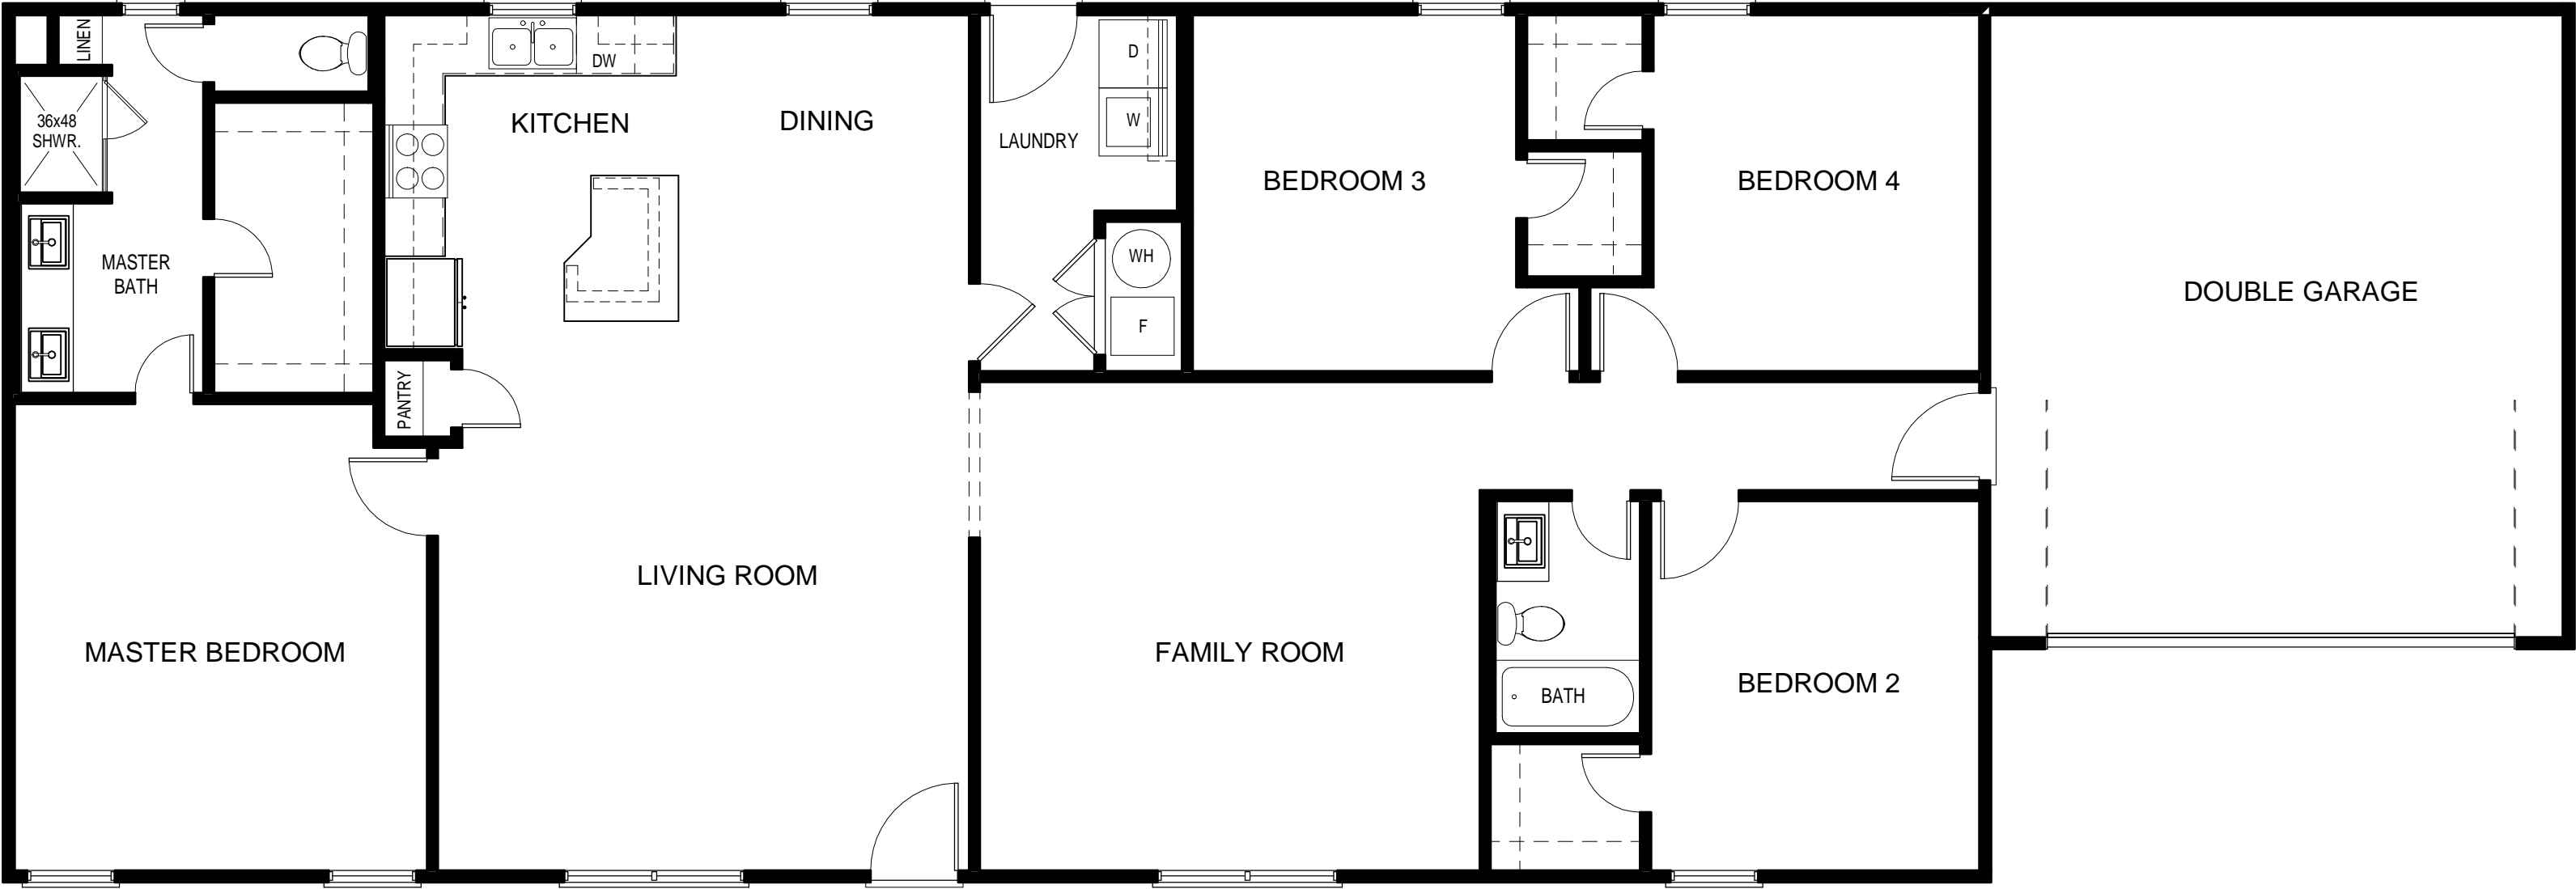 LINEN
36x48
SHWR.
MASTER
BATH
DW
KITCHEN
DINING
PANTRY
LAUNDRY
D
W
WH
F
BEDROOM 3
BEDROOM 4
DOUBLE GARAGE
MASTER BEDROOM
LIVING ROOM
FAMILY ROOM
BATH
BEDROOM 2